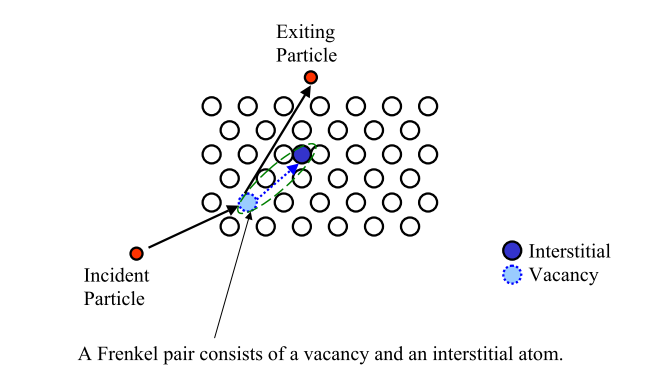 Exiting
Particle
Incident
Particle
Interstitial
Vacancy
A Frenkel pair consists of a vacancy and an interstitial atom.